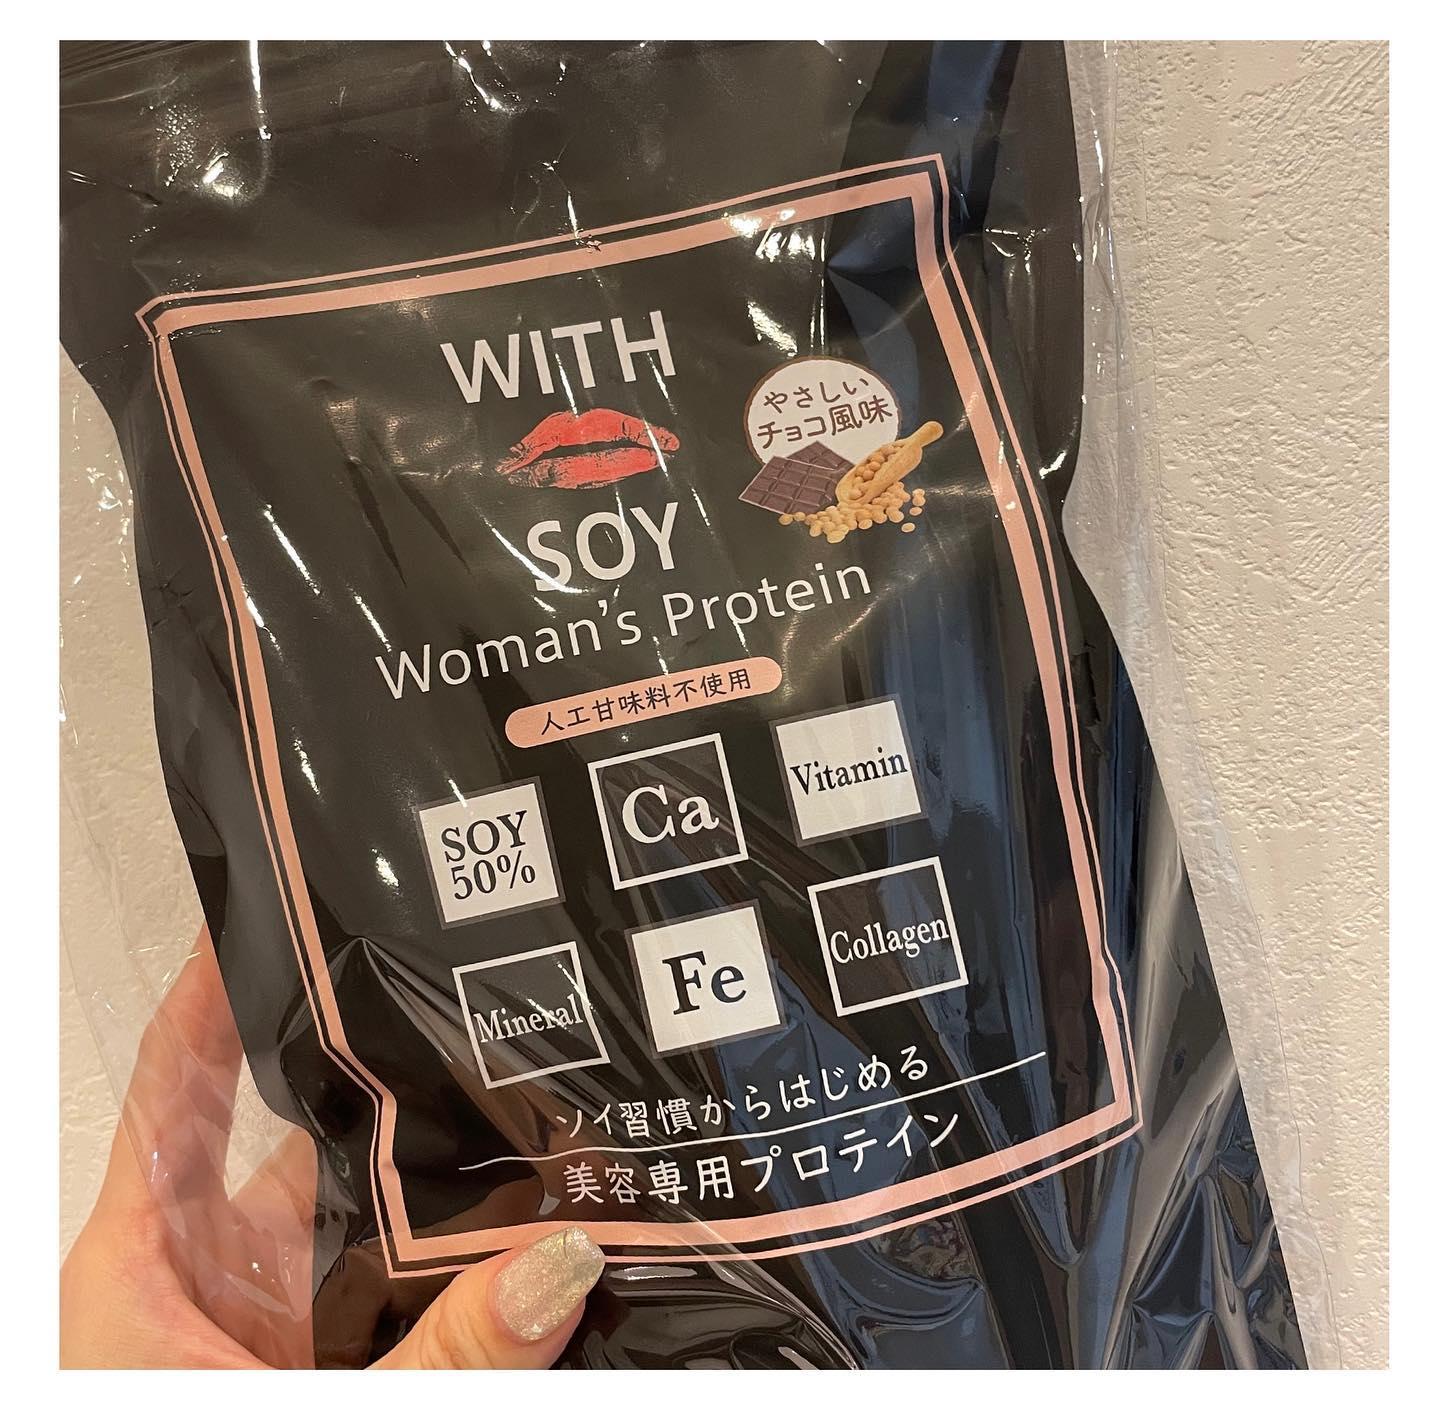 WITH
やさしい
チョコ風味
SOY
Woman's Protein
人工甘味料不使用
SOY
50%
Ca
Vitamin
Mineral
Fe
Collagen
ソイ習慣からはじめる
美容専用プロテイン